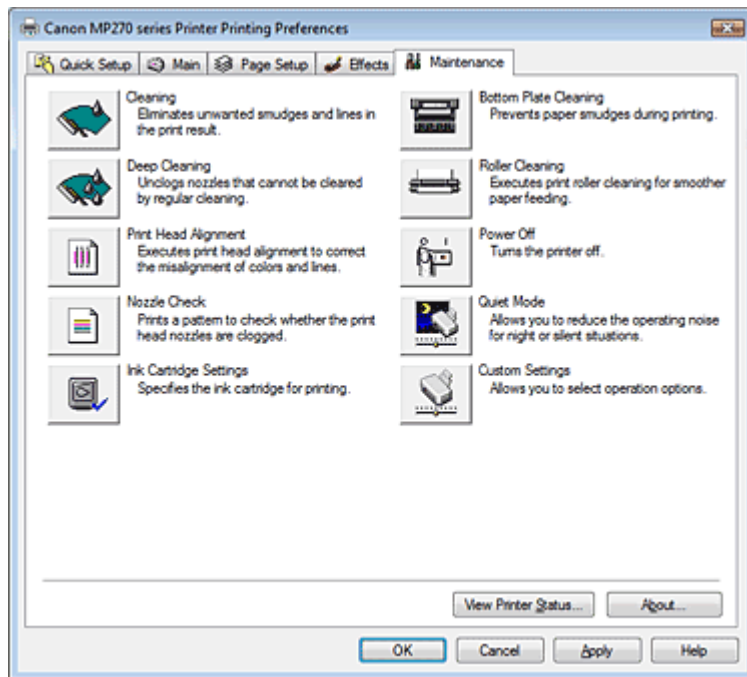 Canon MP270 series Printer Printing Preferences
Quick Setup
Main
Page Setup
Effects
Maintenance
Cleaning
Eliminates unwanted smudges and lines in
the print result.
Deep Cleaning
Unclogs nozzles that cannot be cleared
by regular cleaning.
Print Head Alignment
Executes print head alignment to correct
the misalignment of colors and lines.
Nozzle Check
Prints a pattern to check whether the print
head nozzles are clogged.
Ink Cartridge Settings
Specifies the ink cartridge for printing.
Bottom Plate Cleaning
Prevents paper smudges during printing.
Roller Cleaning
Executes print roller cleaning for smoother
paper feeding.
Power Off
Turns the printer off.
Quiet Mode
Allows you to reduce the operating noise
for night or silent situations.
Custom Settings
Allows you to select operation options.
View Printer Status...
About...
OK
Cancel
Apply
Help